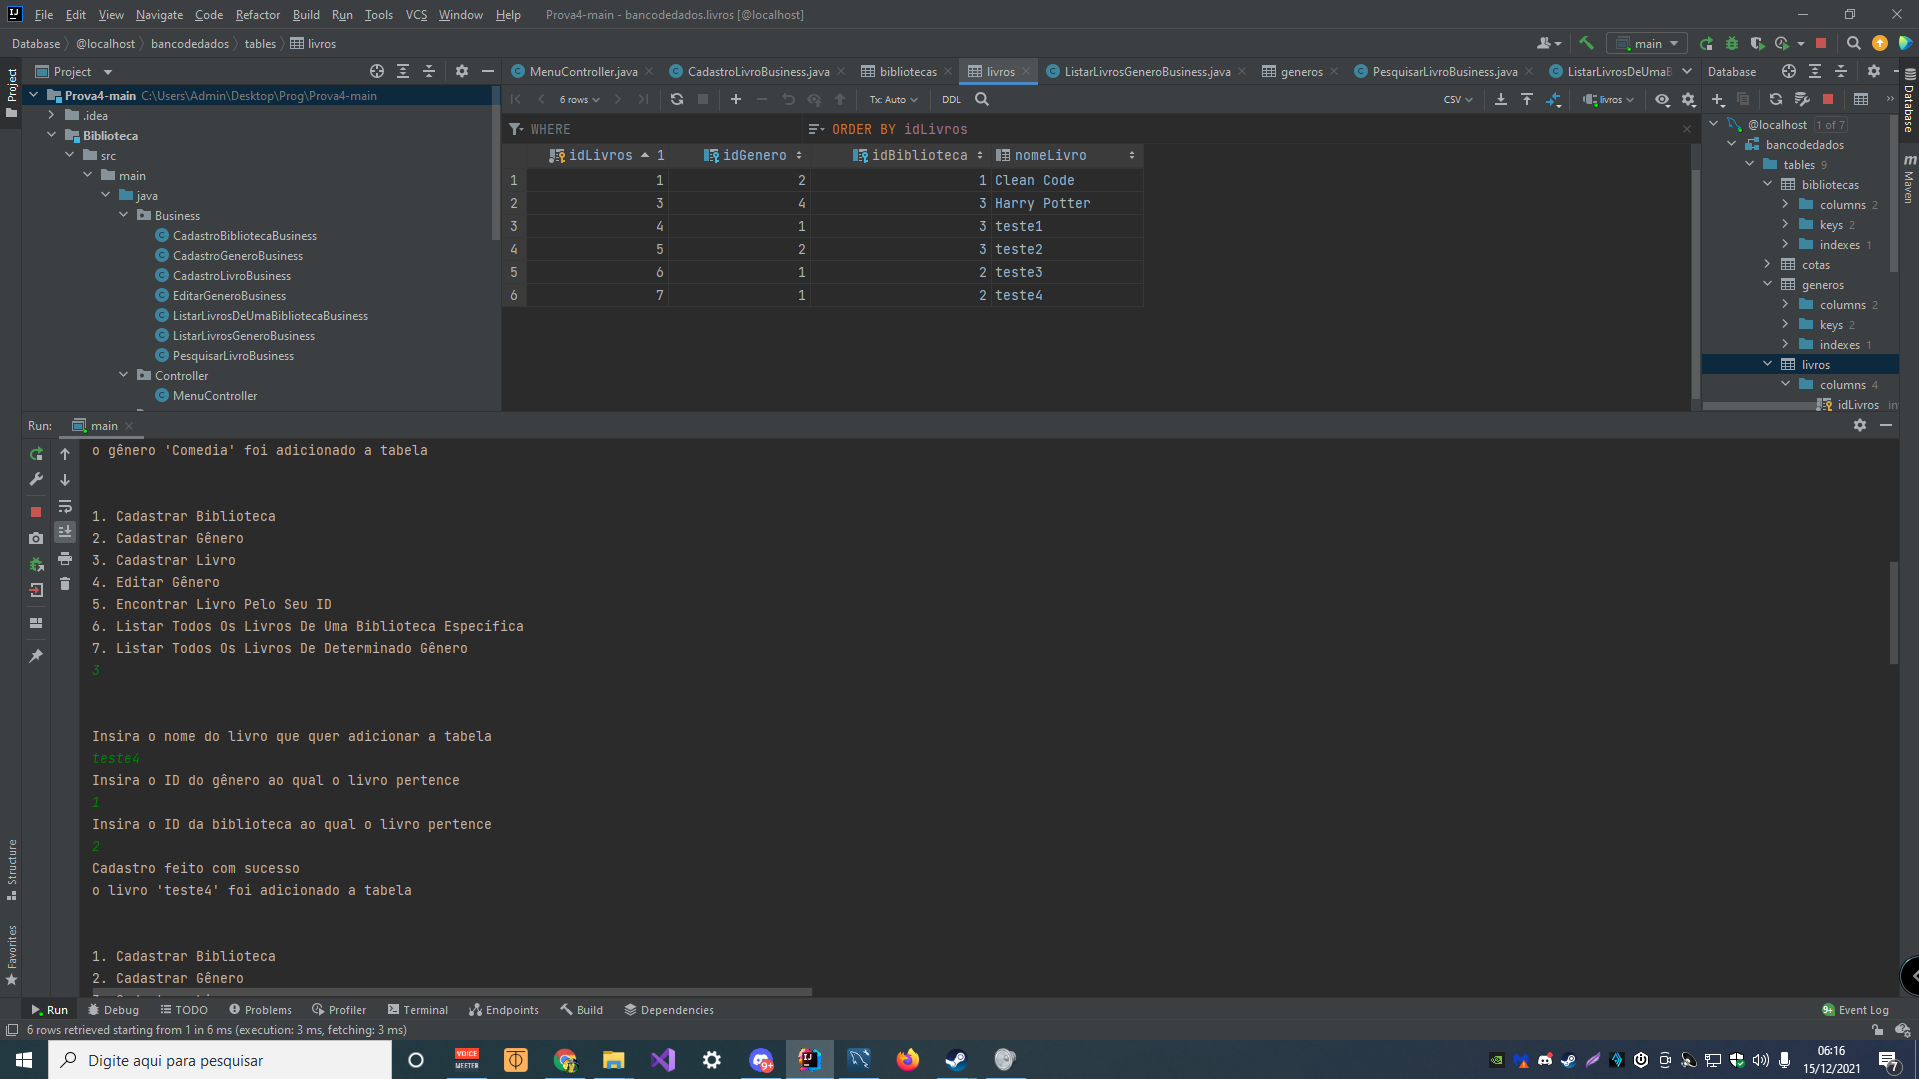 File Edit View Navigate Code Refactor Build Run Tools VCS Window Help Prova4-main - bancodedados.livros [@localhost]
Database @localhost bancodedados tables livros
main
Project
MenuController.java CadastroLivroBusiness.java bibliotecas livros ListarLivrosGeneroBusiness.java generos PesquisarLivroBusiness.java ListarLivrosDeUmaB
Database
Project
Database
Maven
Prova4-main C:\Users\Admin\Desktop\Prog\Prova4-main
.idea
Biblioteca
src
main
java
Business
CadastroBibliotecaBusiness
CadastroGeneroBusiness
CadastroLivroBusiness
EditarGeneroBusiness
ListarLivrosDeUmaBibliotecaBusiness
ListarLivrosGeneroBusiness
PesquisarLivroBusiness
Controller
MenuController
6 rows Tx: Auto DDL CSV livros
WHERE ORDER BY idLivros
idLivros 1 idGenero idBiblioteca nomeLivro
1 1 2 1 Clean Code
2 3 4 3 Harry Potter
3 4 1 3 teste1
4 5 2 3 teste2
5 6 1 2 teste3
6 7 1 2 teste4
@localhost 1 of 7
bancodedados
tables 9
bibliotecas
columns 2
keys 2
indexes 1
cotas
generos
columns 2
keys 2
indexes 1
livros
columns 4
idLivros in
Run: main
o gênero 'Comedia' foi adicionado a tabela
1. Cadastrar Biblioteca
2. Cadastrar Gênero
3. Cadastrar Livro
4. Editar Gênero
5. Encontrar Livro Pelo Seu ID
6. Listar Todos Os Livros De Uma Biblioteca Específica
7. Listar Todos Os Livros De Determinado Gênero
3
Insira o nome do livro que quer adicionar a tabela
teste4
Insira o ID do gênero ao qual o livro pertence
1
Insira o ID da biblioteca ao qual o livro pertence
2
Cadastro feito com sucesso
o livro 'teste4' foi adicionado a tabela
1. Cadastrar Biblioteca
2. Cadastrar Gênero
Structure
Favorites
Run Debug TODO Problems Profiler Terminal Endpoints Build Dependencies
9+ Event Log
6 rows retrieved starting from 1 in 6 ms (execution: 3 ms, fetching: 3 ms)
Digite aqui para pesquisar
VOICE
MEETER
9+
06:16
15/12/2021
7